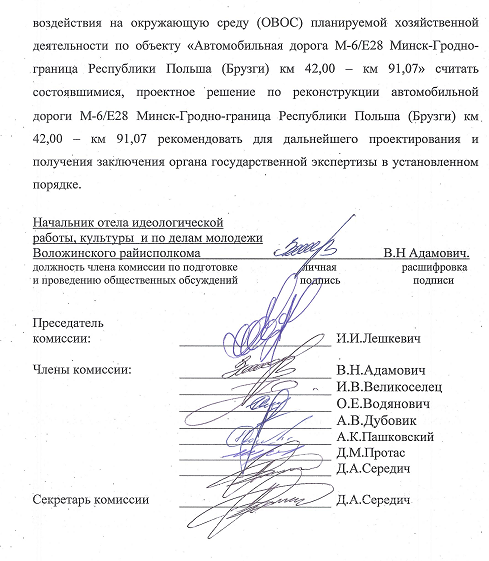 воздействия на окружающую среду (ОВОС) планируемой хозяйственной
деятельности по объекту «Автомобильная дорога М-6/Е28 Минск-Гродно-
граница Республики Польша (Брузги) км 42,00 – км 91,07» считать
состоявшимися, проектное решение по реконструкции автомобильной
дороги М-6/Е28 Минск-Гродно-граница Республики Польша (Брузги) км
42,00 – км 91,07 рекомендовать для дальнейшего проектирования и
получения заключения органа государственной экспертизы в установленном
порядке.
Начальник отела идеологической
работы, культуры и по делам молодежи
Воложинского райисполкома В.Н Адамович.
должность члена комиссии по подготовке личная расшифровка
и проведению общественных обсуждений подпись подписи
Преседатель
комиссии: И.И.Лешкевич
Члены комиссии: В.Н.Адамович
И.В.Великоселец
О.Е.Водянович
А.В.Дубовик
А.К.Пашковский
Д.М.Протас
Д.А.Середич
Секретарь комиссии Д.А.Середич